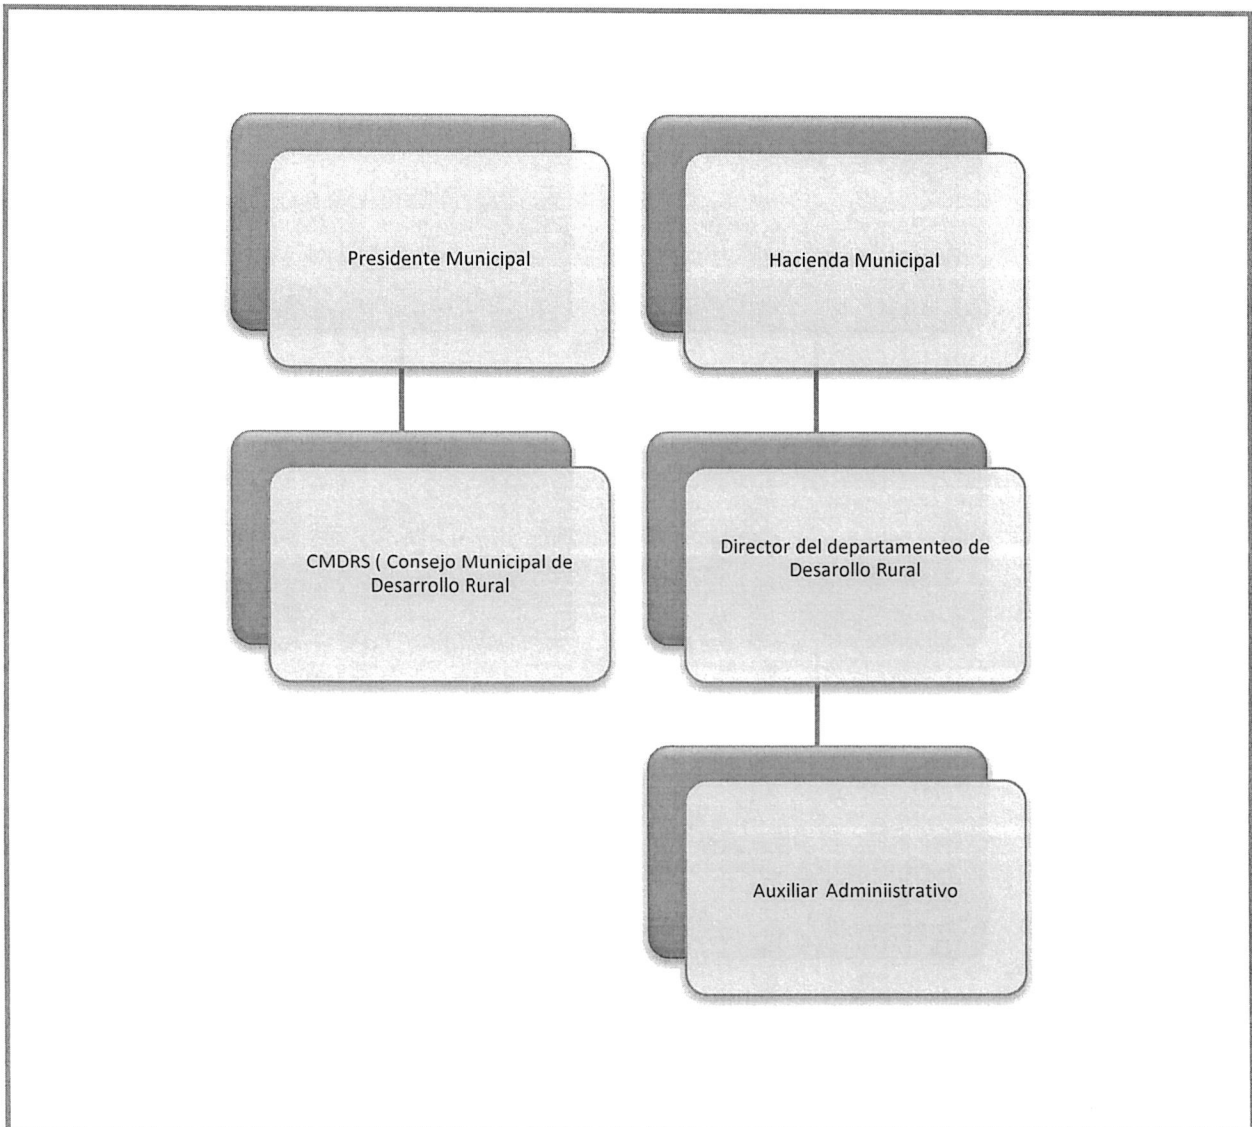 Presidente Municipal
Hacienda Municipal
CMDRS ( Consejo Municipal de
Desarrollo Rural
Director del departamenteo de
Desarollo Rural
Auxiliar Adminiistrativo